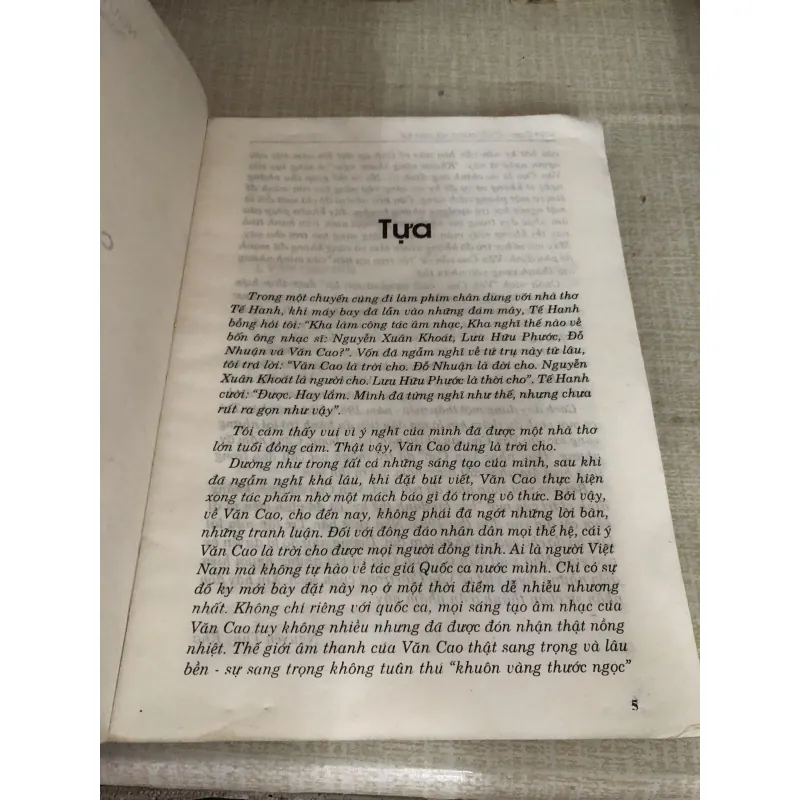 Tựa
Trong một chuyến cùng đi làm phim chân dung với nhà thơ
Tế Hanh, khi máy bay đã lẫn vào những đám mây, Tế Hanh
bỗng hỏi tôi: "Kha làm công tác âm nhạc, Kha nghĩ thế nào về
bốn ông nhạc sĩ: Nguyễn Xuân Khoát, Lưu Hữu Phước, Đỗ
Nhuận và Văn Cao?". Vốn đã ngẫm nghĩ về tứ trụ này từ lâu,
tôi trả lời: "Văn Cao là trời cho. Đỗ Nhuận là đời cho. Nguyễn
Xuân Khoát là người cho. Lưu Hữu Phước là thời cho". Tế Hanh
cười: "Được. Hay lắm. Mình đã từng nghĩ như thế, nhưng chưa
rút ra gọn như vậy".
Tôi cảm thấy vui vì ý nghĩ của mình đã được một nhà thơ
lớn tuổi đồng cảm. Thật vậy, Văn Cao đúng là trời cho.
Dường như trong tất cả những sáng tạo của mình, sau khi
đã ngẫm nghĩ khá lâu, khi đặt bút viết, Văn Cao thực hiện
xong tác phẩm nhờ một mách bảo gì đó trong vô thức. Bởi vậy,
về Văn Cao, cho đến nay, không phải đã ngớt những lời bàn,
những tranh luận. Đối với đông đảo nhân dân mọi thế hệ, cái ý
Văn Cao là trời cho được mọi người đồng tình. Ai là người Việt
Nam mà không tự hào về tác giả Quốc ca nước mình. Chỉ có sự
đố kỵ mới bày đặt này nọ ở một thời điểm dễ nhiễu nhương
nhất. Không chỉ riêng với quốc ca, mọi sáng tạo âm nhạc của
Văn Cao tuy không nhiều nhưng đã được đón nhận thật nồng
nhiệt. Thế giới âm thanh của Văn Cao thật sang trọng và lâu
bền - sự sang trọng không tuân thủ "khuôn vàng thước ngọc"
5